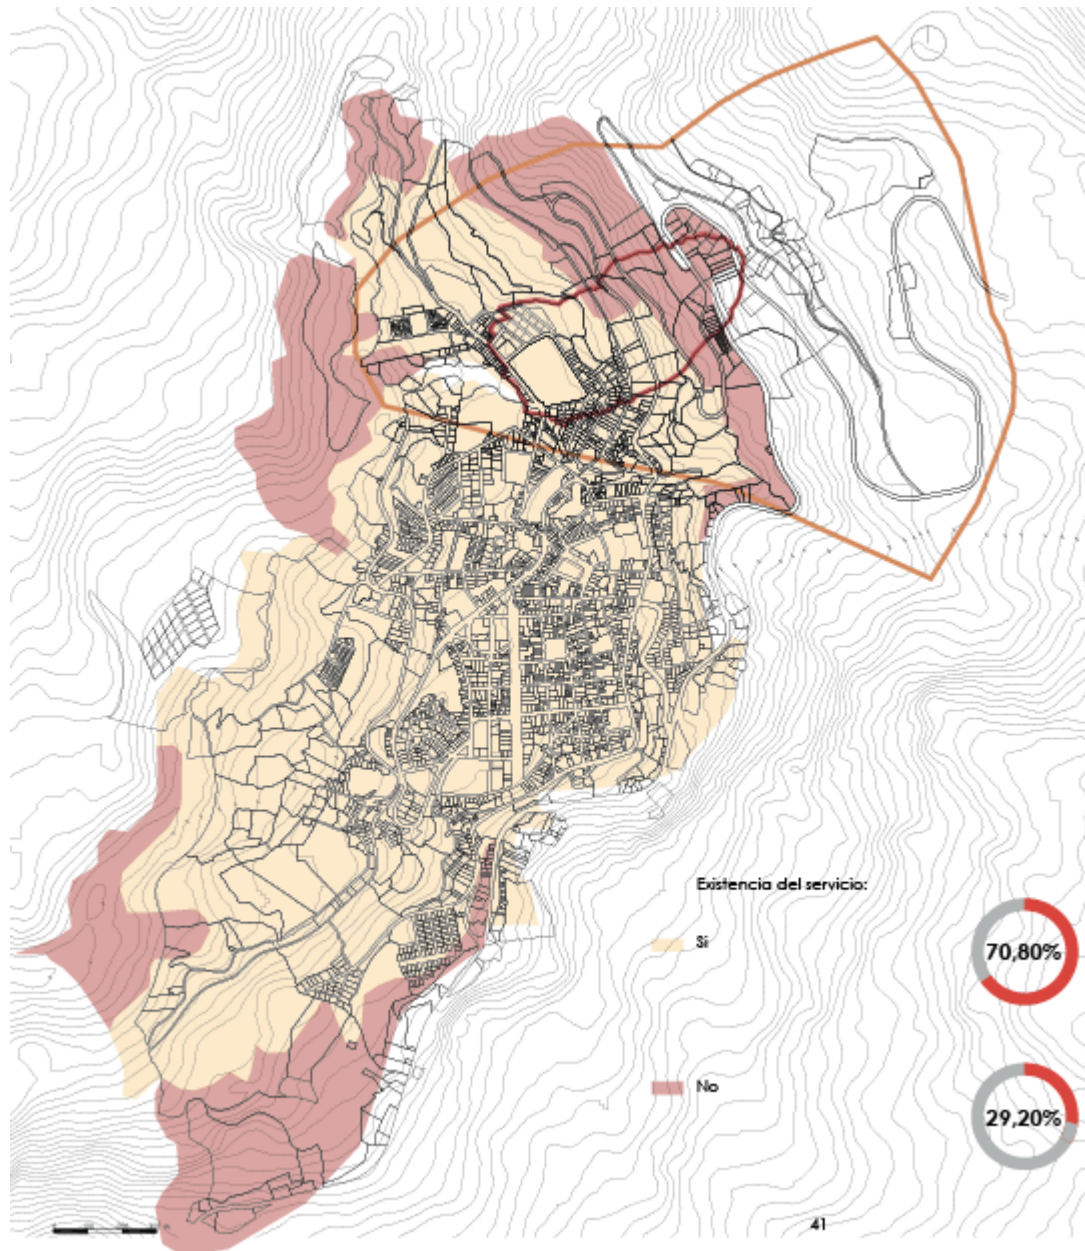 Existencia del servicio:
Si
70,80%
No
29,20%
41